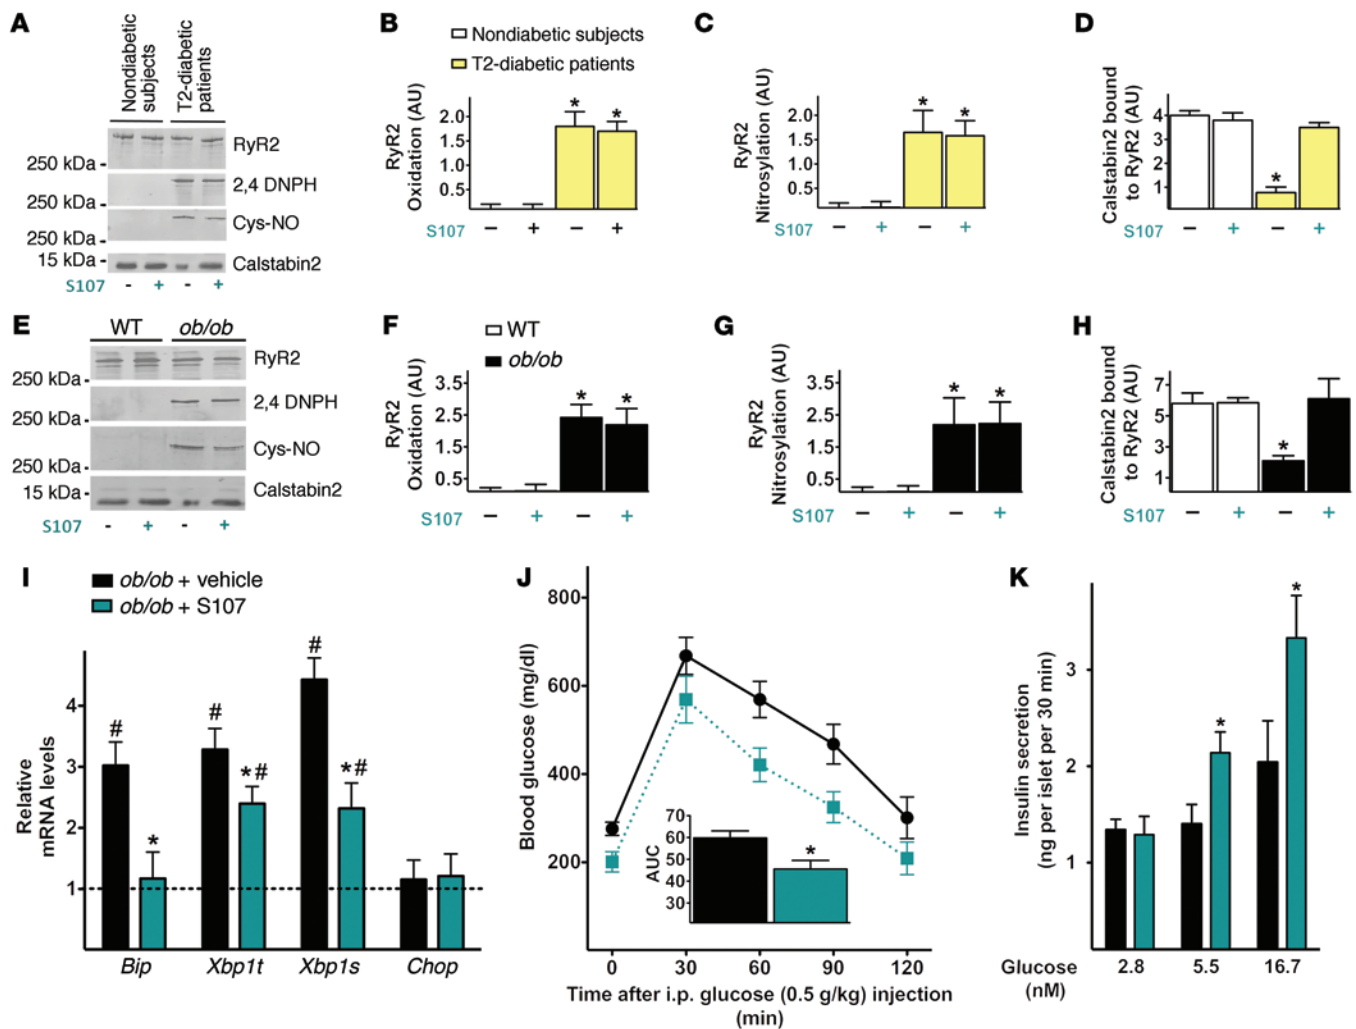 A
Nondiabetic
subjects
T2-diabetic
patients
RyR2
250 kDa
2,4 DNPH
250 kDa
Cys-NO
250 kDa
15 kDa
Calstabin2
S107 - + - +
B
Nondiabetic subjects
T2-diabetic patients
RyR2
Oxidation (AU)
2.0
1.5
1.0
0.5
* *
S107 – + – +
C
RyR2
Nitrosylation (AU)
2.0
1.5
1.0
0.5
* *
S107 – + – +
D
Calstabin2 bound
to RyR2 (AU)
4
3
2
1
*
S107 – + – +
E
WT ob/ob
RyR2
250 kDa
2,4 DNPH
250 kDa
Cys-NO
250 kDa
15 kDa
Calstabin2
S107 - + - +
F
WT
ob/ob
RyR2
Oxidation (AU)
3.5
2.5
1.5
0.5
* *
S107 – + – +
G
RyR2
Nitrosylation (AU)
3.5
2.5
1.5
0.5
* *
S107 – + – +
H
Calstabin2 bound
to RyR2 (AU)
7
5
3
1
*
S107 – + – +
I
ob/ob + vehicle
ob/ob + S107
Relative
mRNA levels
4
3
2
1
# * # *# # *#
Bip Xbp1t Xbp1s Chop
J
Blood glucose (mg/dl)
800
600
400
200
AUC
70
60
50
40
30
*
0 30 60 90 120
Time after i.p. glucose (0.5 g/kg) injection
(min)
K
Insulin secretion
(ng per islet per 30 min)
3
2
1
* *
Glucose 2.8 5.5 16.7
(nM)